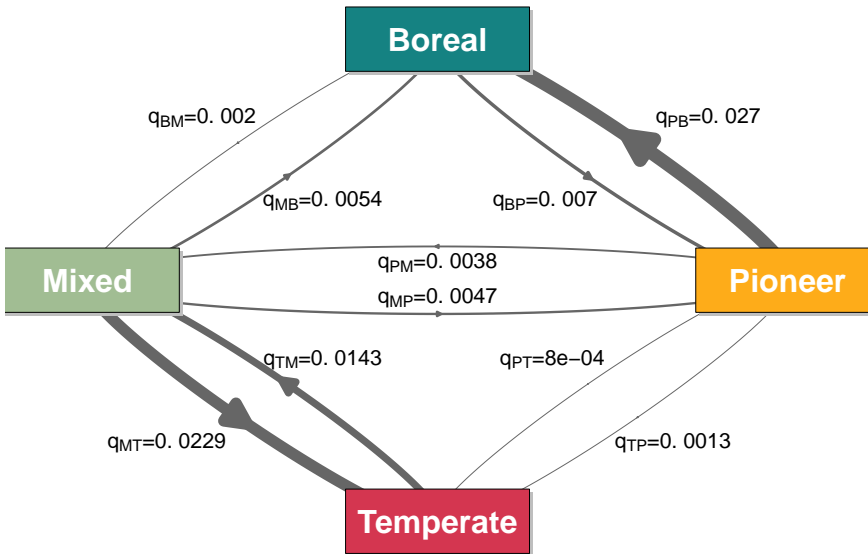 Boreal
qBM=0. 002
qPB=0. 027
qMB=0. 0054
qBP=0. 007
Mixed
qPM=0. 0038
qMP=0. 0047
Pioneer
qTM=0. 0143
qPT=8e−04
qMT=0. 0229
qTP=0. 0013
Temperate